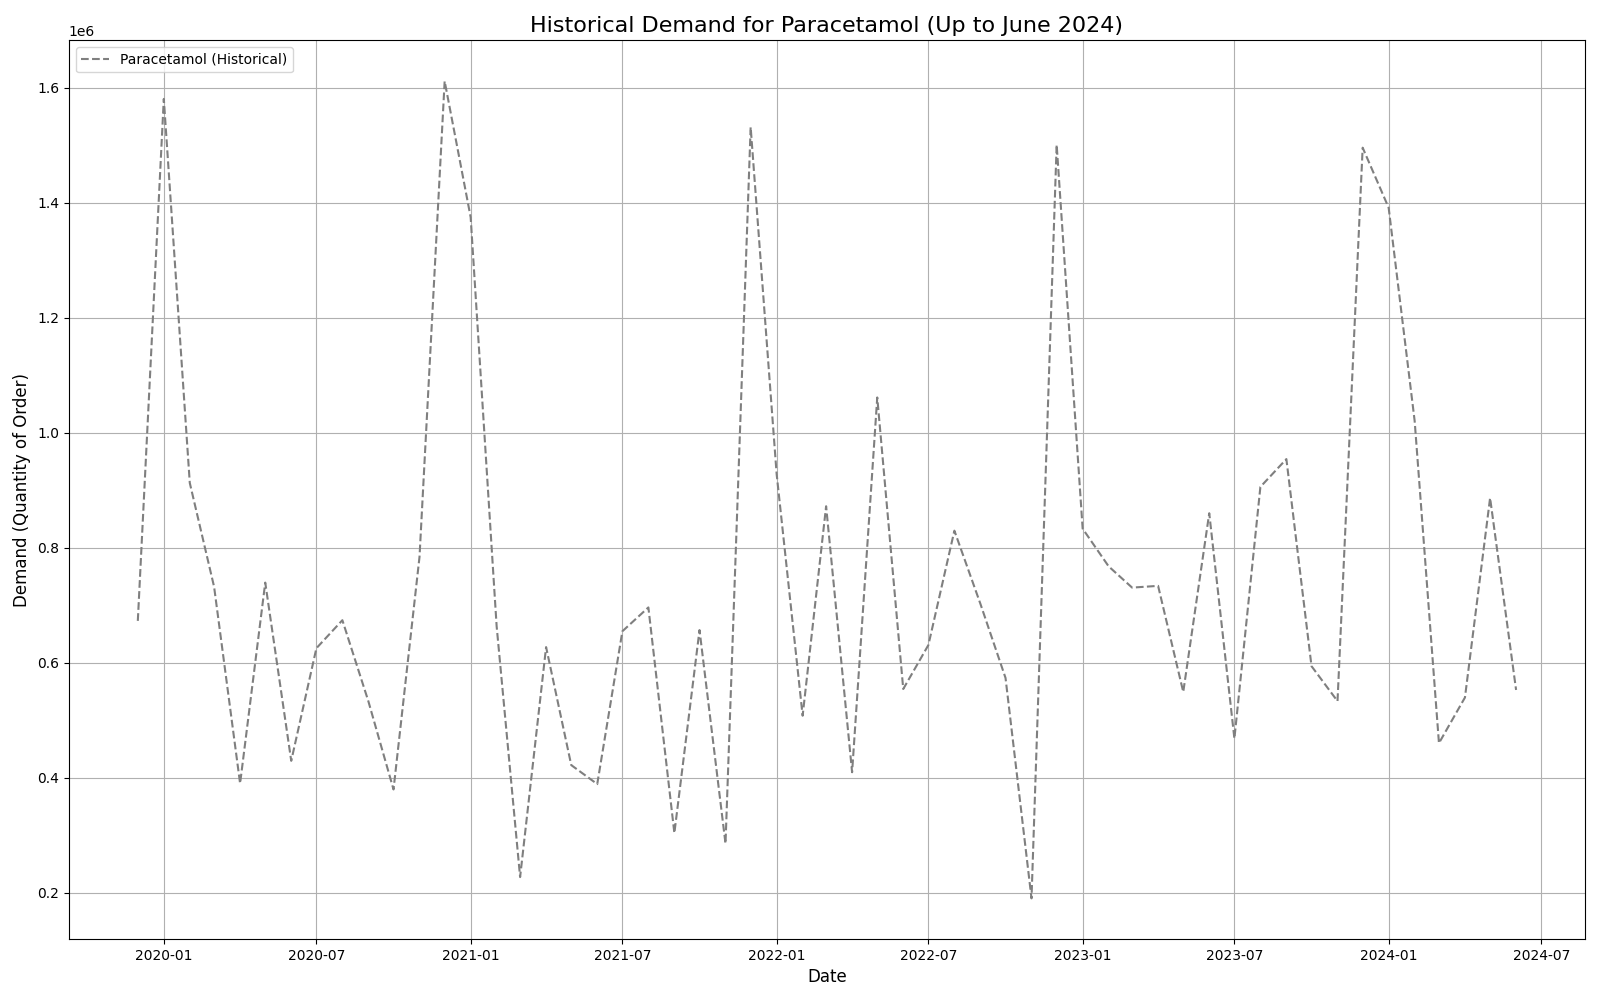 Historical Demand for Paracetamol (Up to June 2024)
1e6
Paracetamol (Historical)
1.6
1.4
1.2
1.0
0.8
0.6
0.4
0.2
Demand (Quantity of Order)
2020-01 2020-07 2021-01 2021-07 2022-01 2022-07 2023-01 2023-07 2024-01 2024-07
Date